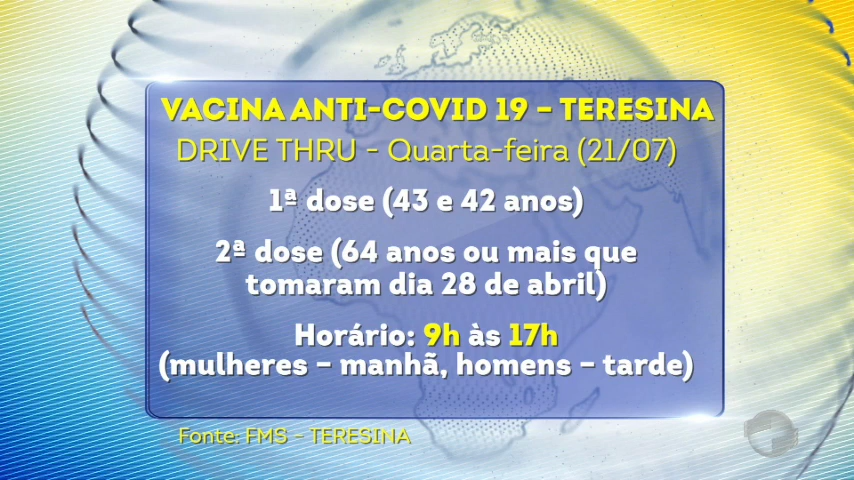 VACINA ANTI-COVID 19 – TERESINA
DRIVE THRU - Quarta-feira (21/07)
1ª dose (43 e 42 anos)
2ª dose (64 anos ou mais que
tomaram dia 28 de abril)
Horário: 9h às 17h
(mulheres – manhã, homens – tarde)
Fonte: FMS – TERESINA